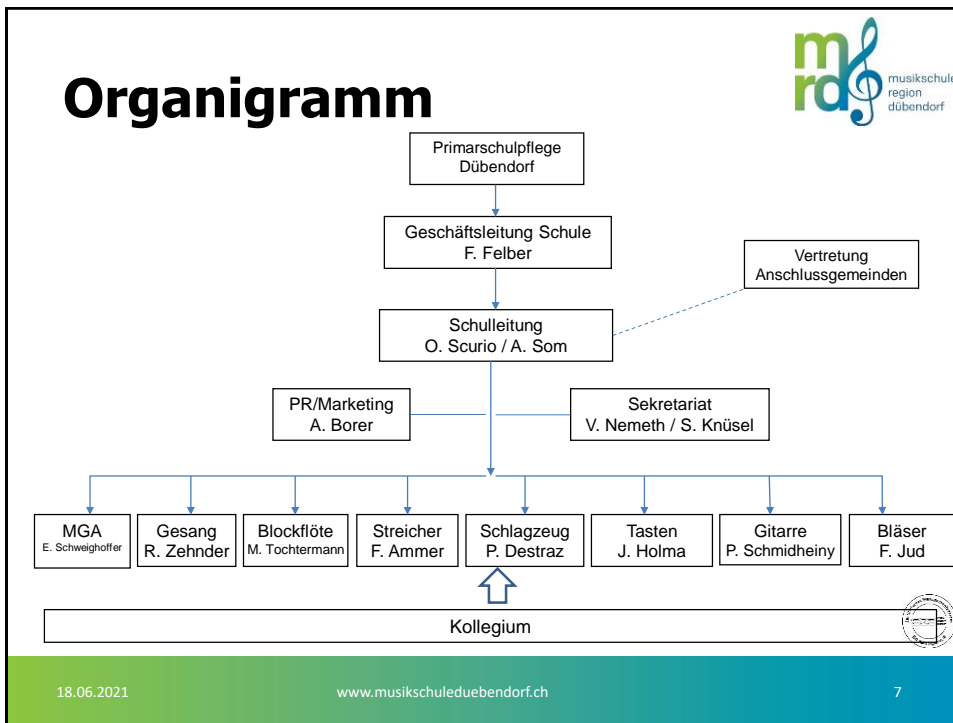 Organigramm
mrd
musikschule
region
dübendorf
Primarschulpflege
Dübendorf
Geschäftsleitung Schule
F. Felber
Vertretung
Anschlussgemeinden
Schulleitung
O. Scurio / A. Som
PR/Marketing
A. Borer
Sekretariat
V. Nemeth / S. Knüsel
MGA
E. Schweighoffer
Gesang
R. Zehnder
Blockflöte
M. Tochtermann
Streicher
F. Ammer
Schlagzeug
P. Destraz
Tasten
J. Holma
Gitarre
P. Schmidheiny
Bläser
F. Jud
Kollegium
18.06.2021
www.musikschuleduebendorf.ch
7